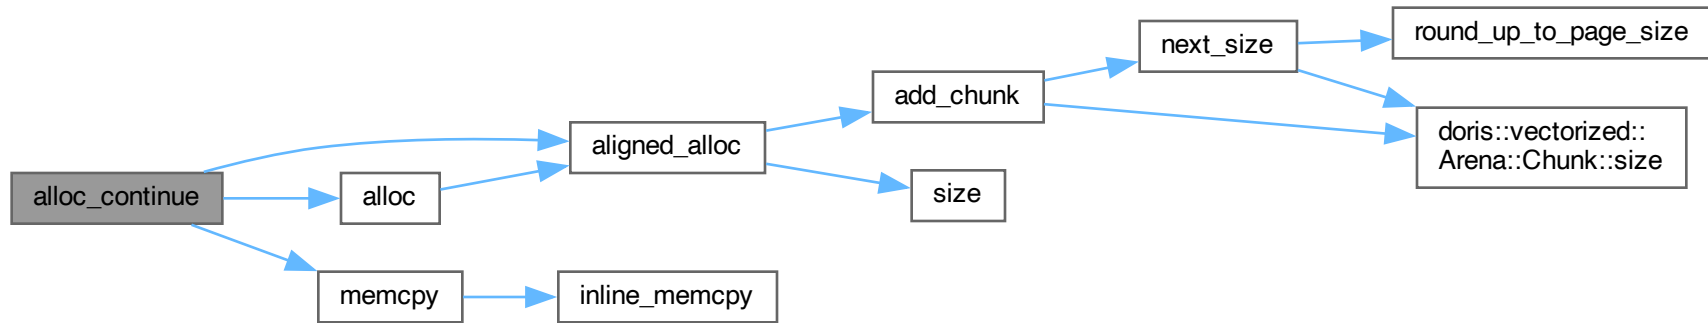 alloc_continue
alloc
memcpy
aligned_alloc
inline_memcpy
add_chunk
size
next_size
round_up_to_page_size
doris::vectorized::
Arena::Chunk::size